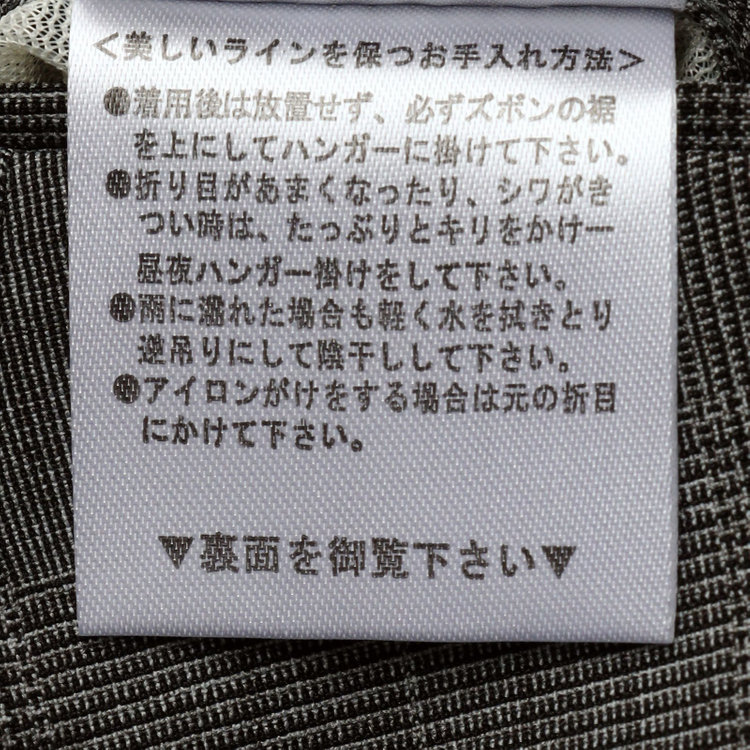 ＜美しいラインを保つお手入れ方法＞
●着用後は放置せず、必ずズボンの裾
を上にしてハンガーに掛けて下さい。
●折り目があまくなったり、シワがき
つい時は、たっぷりとキリをかけ一
昼夜ハンガー掛けをして下さい。
●雨に濡れた場合も軽く水を拭きとり
逆吊りにして陰干しして下さい。
●アイロンがけをする場合は元の折目
にかけて下さい。
▼裏面を御覧下さい▼